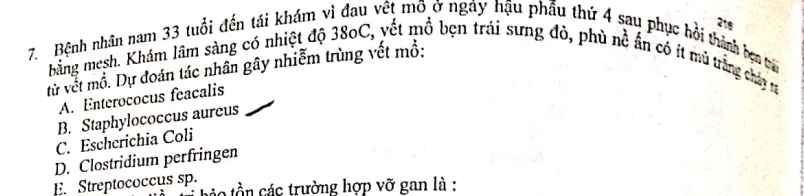 7. Bệnh nhân nam 33 tuổi đến tái khám vì đau vết mổ ở ngày hậu phẫu thứ 4 sau phục hồi thành bẹn trái
bằng mesh. Khám lâm sàng có nhiệt độ 38oC, vết mổ bẹn trái sưng đỏ, phù nề ấn có ít mủ trắng chảy ra
từ vết mổ. Dự đoán tác nhân gây nhiễm trùng vết mổ:
A. Enterococus feacalis
B. Staphylococcus aureus
C. Escherichia Coli
D. Clostridium perfringen
E. Streptococcus sp.
bảo tồn các trường hợp vỡ gan là :